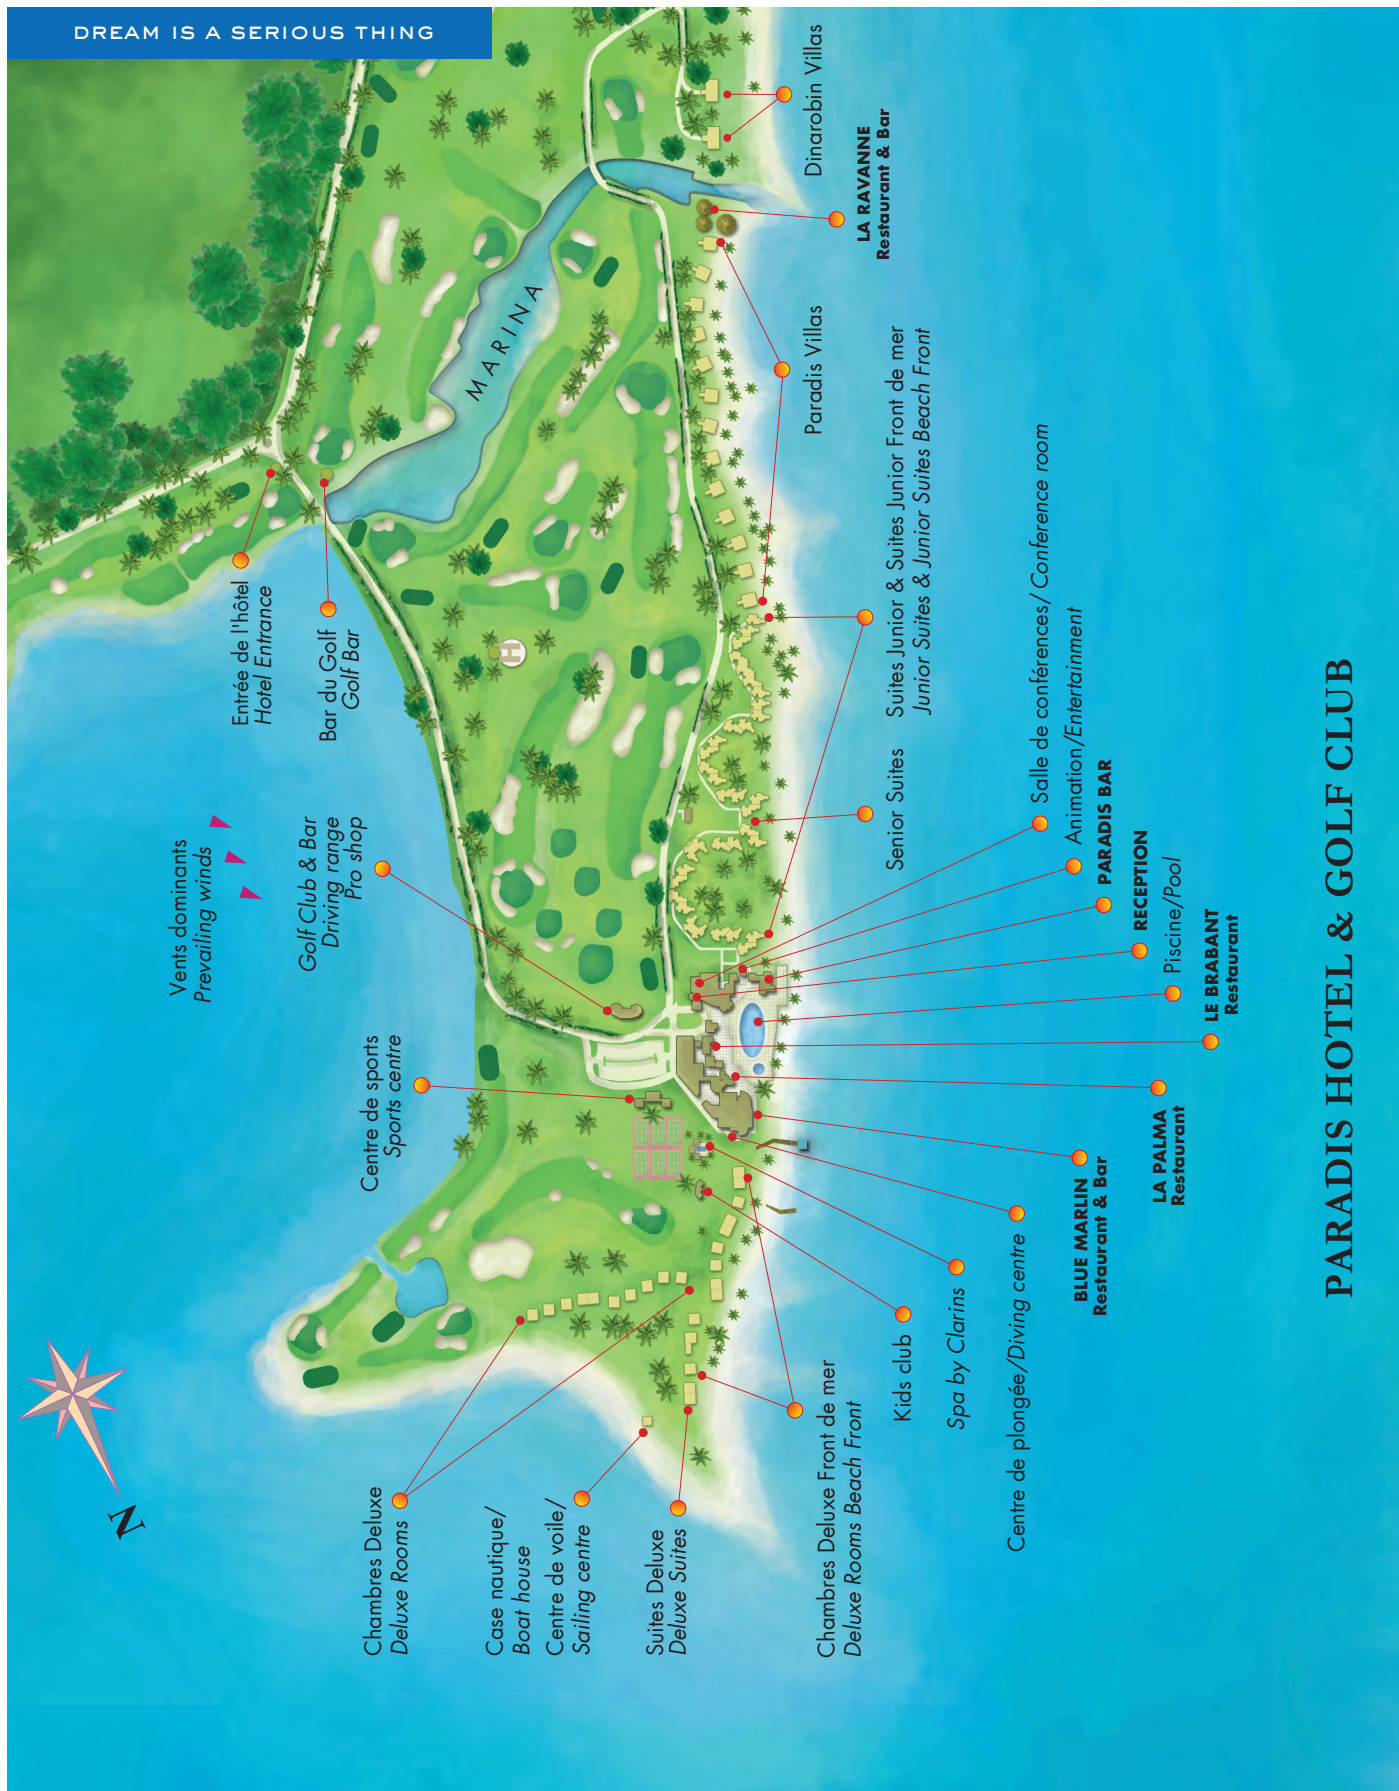 DREAM IS A SERIOUS THING
PARADIS HOTEL & GOLF CLUB
N
Vents dominants
Prevailing winds
Entrée de l'hôtel
Hotel Entrance
Bar du Golf
Golf Bar
Golf Club & Bar
Driving range
Pro shop
Centre de sports
Sports centre
MARINA
H
Chambres Deluxe
Deluxe Rooms
Case nautique/
Boat house
Centre de voile/
Sailing centre
Suites Deluxe
Deluxe Suites
Chambres Deluxe Front de mer
Deluxe Rooms Beach Front
Kids club
Spa by Clarins
Centre de plongée/Diving centre
BLUE MARLIN
Restaurant & Bar
LA PALMA
Restaurant
LE BRABANT
Restaurant
Piscine/Pool
RECEPTION
PARADIS BAR
Animation/Entertainment
Salle de conférences/ Conference room
Senior Suites
Suites Junior & Suites Junior Front de mer
Junior Suites & Junior Suites Beach Front
Paradis Villas
LA RAVANNE
Restaurant & Bar
Dinarobin Villas